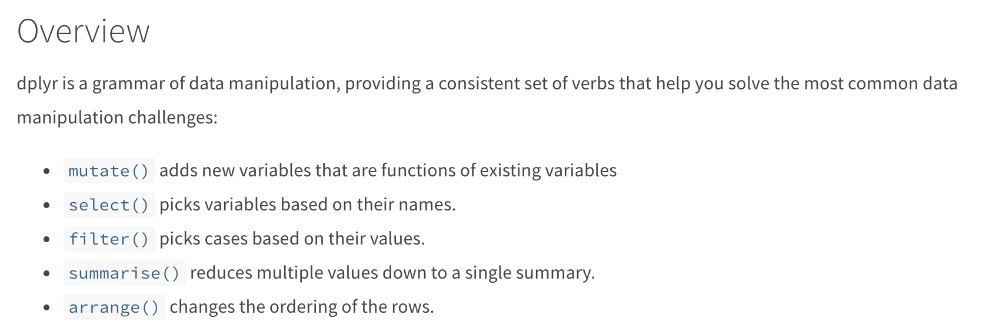 Overview
dplyr is a grammar of data manipulation, providing a consistent set of verbs that help you solve the most common data
manipulation challenges:
• mutate() adds new variables that are functions of existing variables
• select() picks variables based on their names.
• filter() picks cases based on their values.
• summarise() reduces multiple values down to a single summary.
• arrange() changes the ordering of the rows.